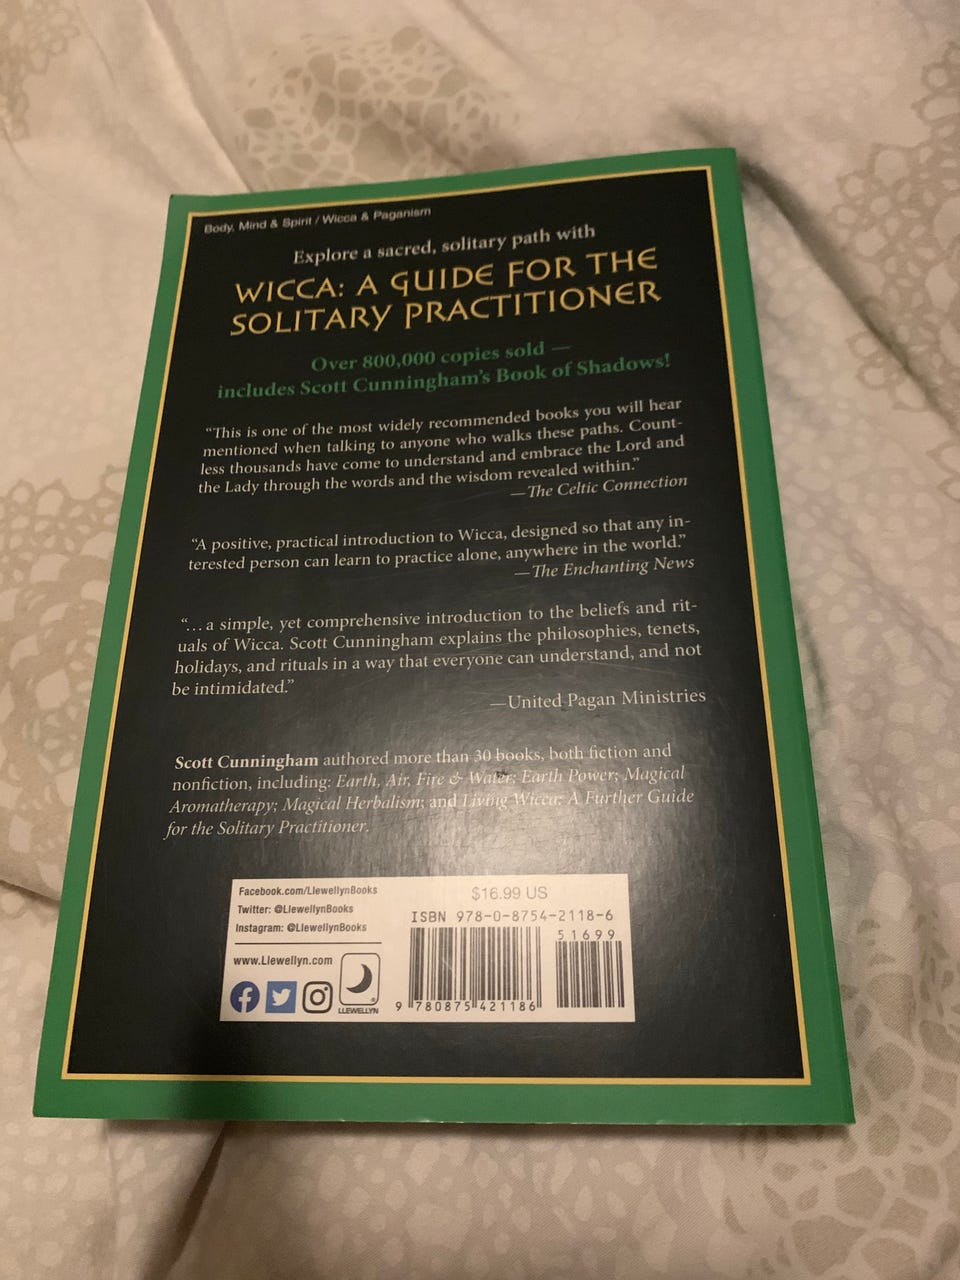 Body, Mind & Spirit / Wicca & Paganism
Explore a sacred, solitary path with
WICCA: A GUIDE FOR THE
SOLITARY PRACTITIONER
Over 800,000 copies sold —
includes Scott Cunningham's Book of Shadows!
“This is one of the most widely recommended books you will hear
mentioned when talking to anyone who walks these paths. Count-
less thousands have come to understand and embrace the Lord and
the Lady through the words and the wisdom revealed within.”
—The Celtic Connection
“A positive, practical introduction to Wicca, designed so that any in-
terested person can learn to practice alone, anywhere in the world.”
—The Enchanting News
“…a simple, yet comprehensive introduction to the beliefs and rit-
uals of Wicca. Scott Cunningham explains the philosophies, tenets,
holidays, and rituals in a way that everyone can understand, and not
be intimidated.”
—United Pagan Ministries
Scott Cunningham authored more than 30 books, both fiction and
nonfiction, including: Earth, Air, Fire & Water; Earth Power; Magical
Aromatherapy; Magical Herbalism; and Living Wicca: A Further Guide
for the Solitary Practitioner.
Facebook.com/LlewellynBooks
Twitter: @LlewellynBooks
Instagram: @LlewellynBooks
www.Llewellyn.com
LLEWELLYN
$16.99 US
ISBN 978-0-8754-2118-6
51699
9 780875 421186